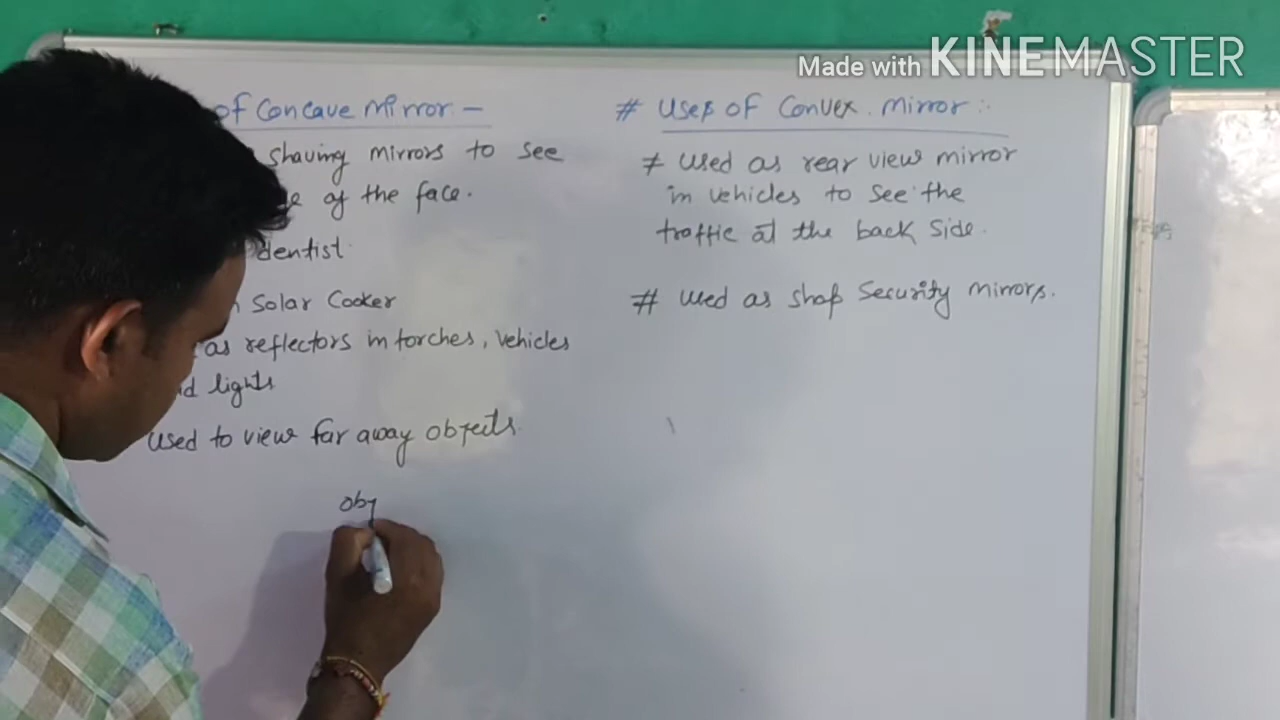 Made with KINEMASTER
of Concave Mirror -
shaving mirrors to see
of the face.
dentist
Solar Cooker
as reflectors in torches, vehicles
lights
used to view far away objects
obj
# Uses of Convex Mirror :-
# Used as rear view mirror
in vehicles to see the
traffic at the back side.
# used as shop Security mirrors.